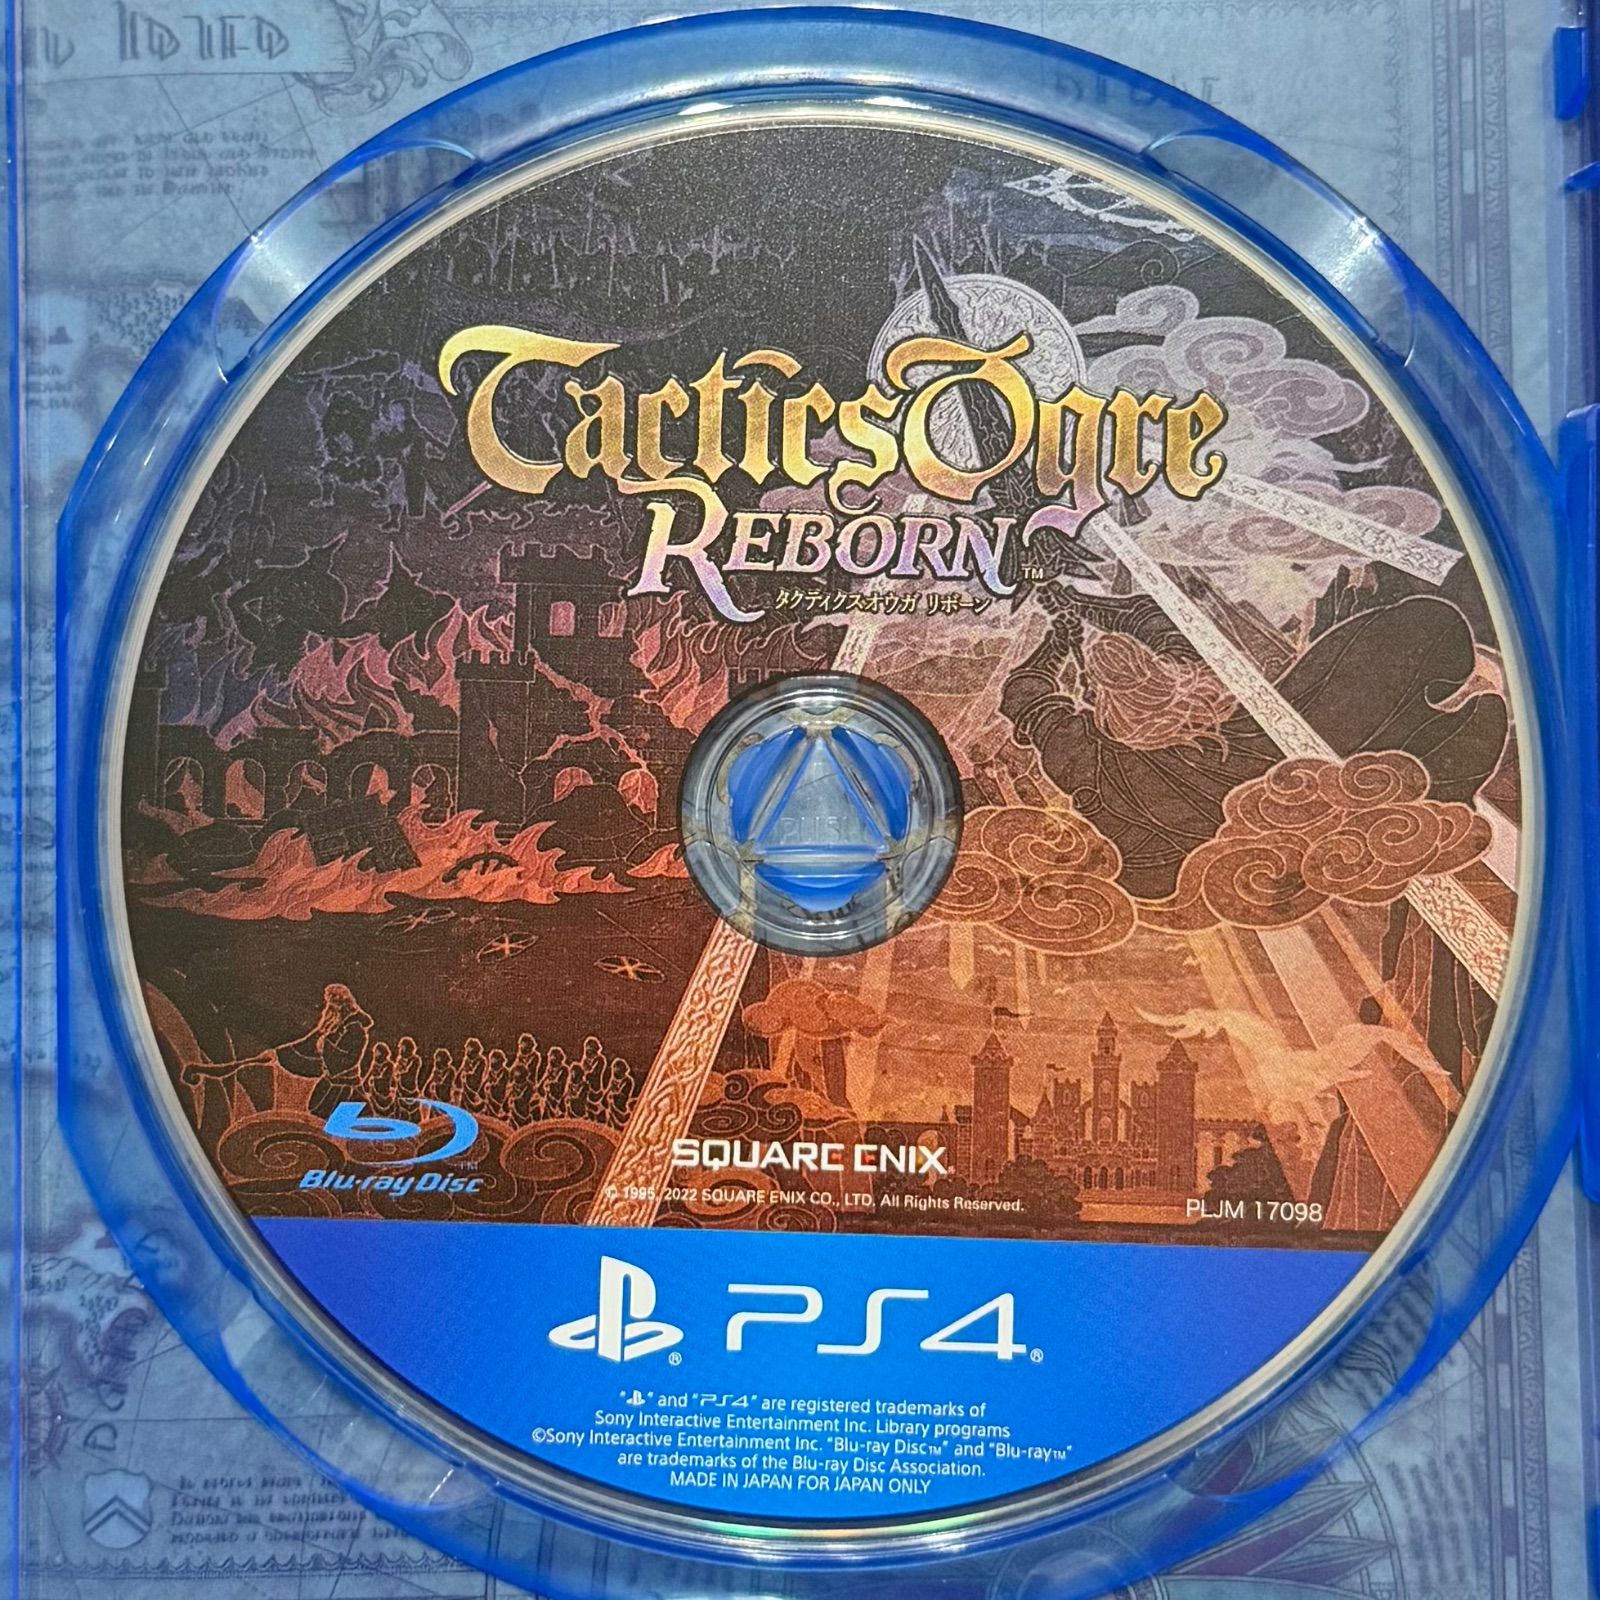 Tactics Ogre
REBORN™
タクティクスオウガ リボーン
Blu-ray Disc™
SQUARE ENIX
© 1995, 2022 SQUARE ENIX CO., LTD. All Rights Reserved.
PLJM 17098
PS4®
"PS" and "PS4" are registered trademarks of
Sony Interactive Entertainment Inc. Library programs
©Sony Interactive Entertainment Inc. "Blu-ray Disc™" and "Blu-ray™"
are trademarks of the Blu-ray Disc Association.
MADE IN JAPAN FOR JAPAN ONLY